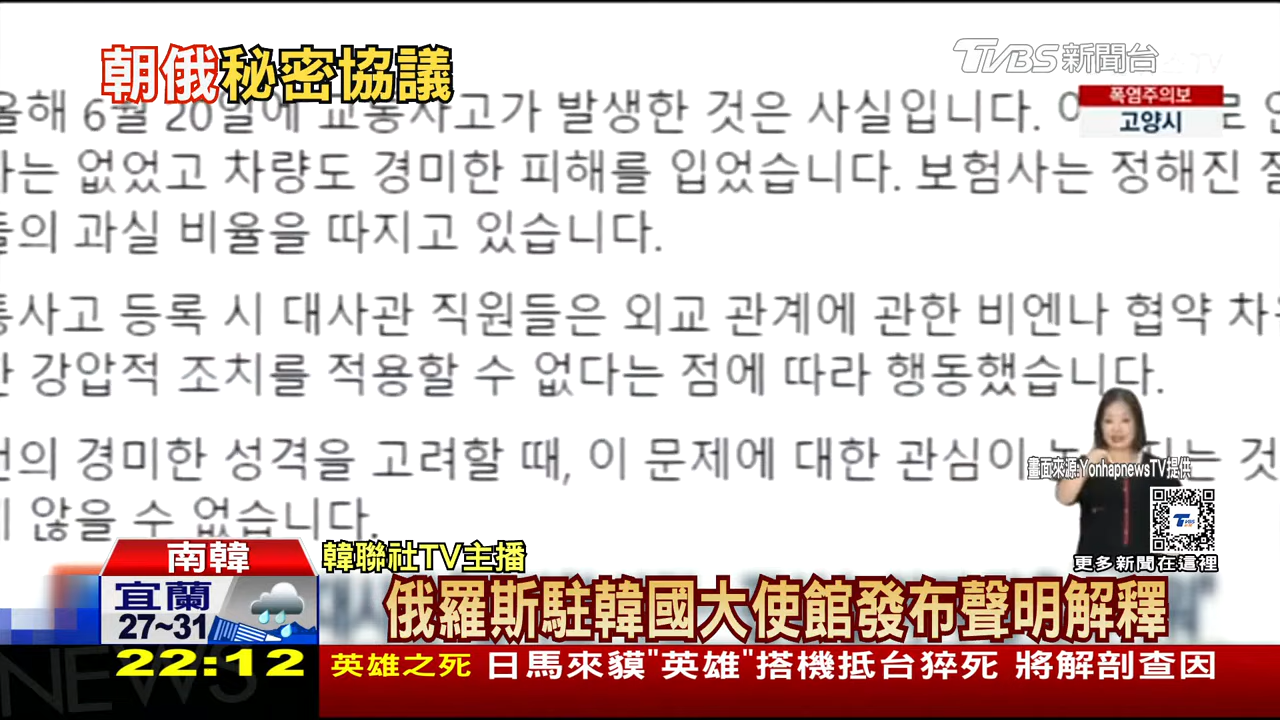 朝俄秘密協議
TVBS新聞台
폭염주의보
고양시
올해 6월 20일에 교통사고가 발생한 것은 사실입니다.
는 없었고 차량도 경미한 피해를 입었습니다. 보험사는 정해진
들의 과실 비율을 따지고 있습니다.
통사고 등록 시 대사관 직원들은 외교 관계에 관한 비엔나 협약
강압적 조치를 적용할 수 없다는 점에 따라 행동했습니다.
의 경미한 성격을 고려할 때, 이 문제에 대한 관심이 는 것
않을 수 없습니다.
畫面來源:YonhapnewsTV提供
更多新聞在這裡
南韓
韓聯社TV主播
宜蘭
27~31
俄羅斯駐韓國大使館發布聲明解釋
NEWS
22:12
英雄之死 日馬來貘"英雄"搭機抵台猝死 將解剖查因